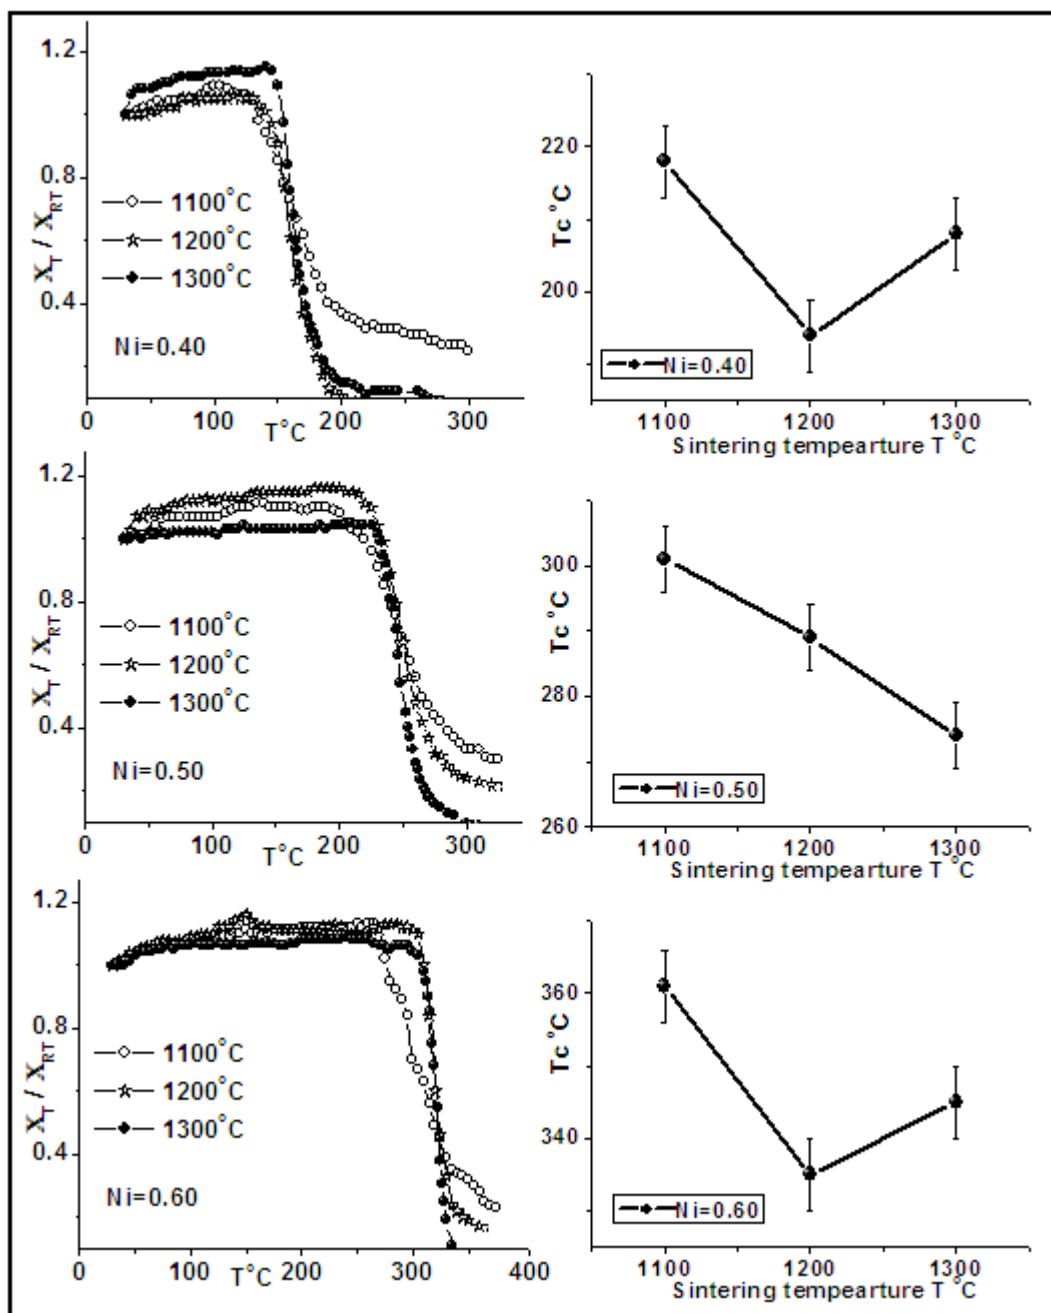 1.2
0.8
0.4
X_T / X_RT
1100°C
1200°C
1300°C
Ni=0.40
0 100 200 300
T°C
220
200
Tc °C
Ni=0.40
1100 1200 1300
Sintering tempearture T °C
1.2
0.8
0.4
X_T / X_RT
1100°C
1200°C
1300°C
Ni=0.50
0 100 200 300
T°C
300
280
260
Tc °C
Ni=0.50
1100 1200 1300
Sintering tempearture T °C
1.2
0.8
0.4
X_T / X_RT
1100°C
1200°C
1300°C
Ni=0.60
0 100 200 300 400
T°C
360
340
Tc °C
Ni=0.60
1100 1200 1300
Sintering tempearture T °C